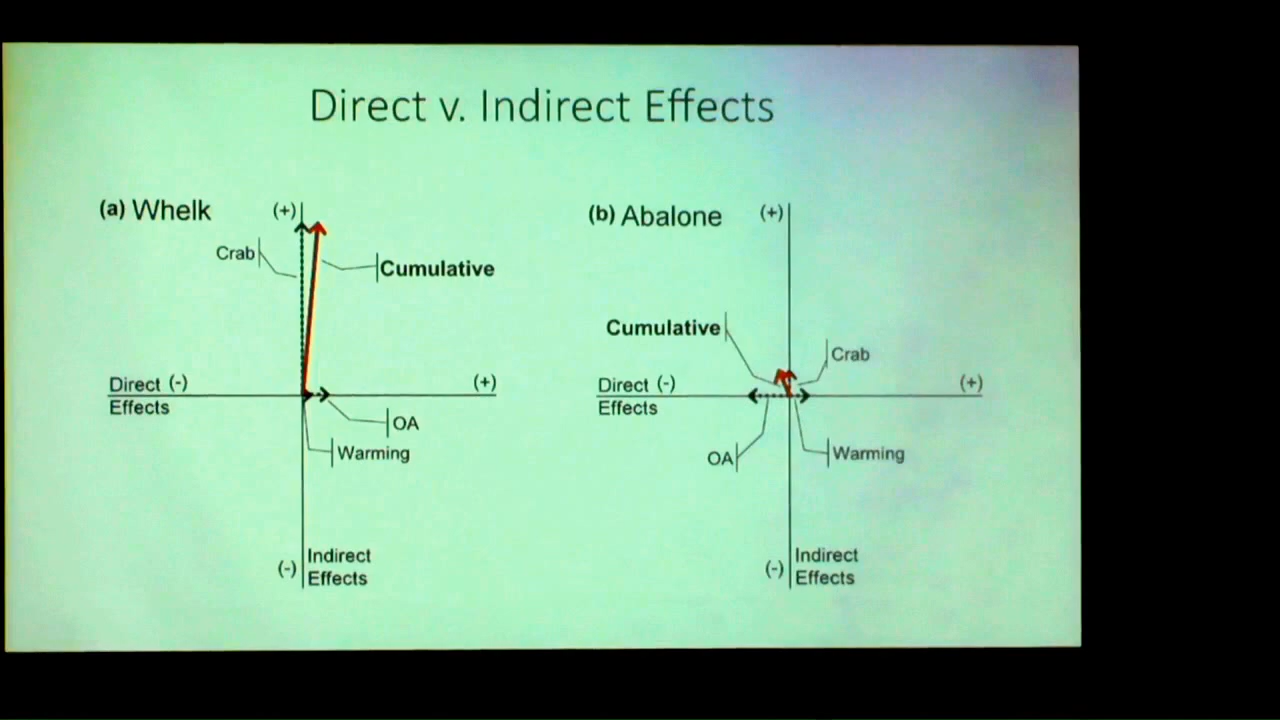 Direct v. Indirect Effects
(a) Whelk
(+)
Crab
Cumulative
Direct (-)
Effects
(+)
OA
Warming
(-)
Indirect
Effects
(b) Abalone
(+)
Cumulative
Crab
Direct (-)
Effects
(+)
OA
Warming
(-)
Indirect
Effects